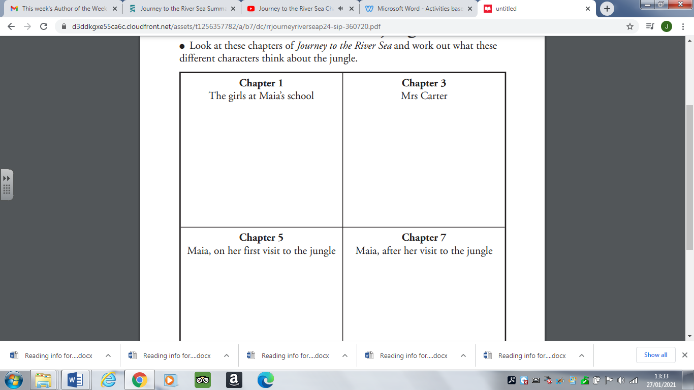 This week's Author of the Week
Journey to the River Sea Summ
Journey to the River Sea Ch
Microsoft Word - Activities base
untitled
d3ddkgxe55ca6c.cloudfront.net/assets/t1256357782/a/b7/dc/rrjourneyriverseap24-sip-360720.pdf
J
● Look at these chapters of Journey to the River Sea and work out what these
different characters think about the jungle.
Chapter 1
The girls at Maia's school
Chapter 3
Mrs Carter
Chapter 5
Maia, on her first visit to the jungle
Chapter 7
Maia, after her visit to the jungle
Reading info for....docx
Reading info for....docx
Reading info for....docx
Reading info for....docx
Reading info for....docx
Show all
13:33
27/01/2021